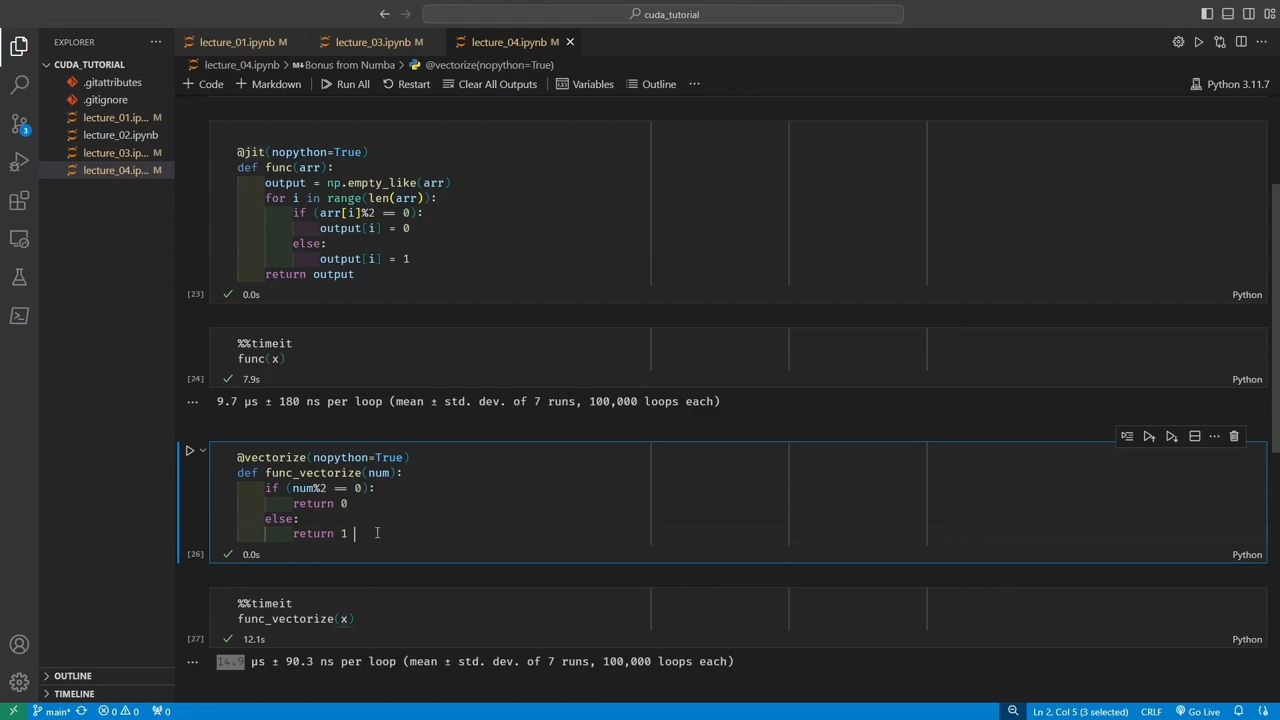 cuda_tutorial
EXPLORER
lecture_01.ipynb M
lecture_03.ipynb M
lecture_04.ipynb M
CUDA_TUTORIAL
lecture_04.ipynb > M Bonus from Numba > @vectorize(nopython=True)
.gitattributes
+ Code
+ Markdown
Run All
Restart
Clear All Outputs
Variables
Outline
Python 3.11.7
.gitignore
lecture_01.ip... M
lecture_02.ipynb
3
lecture_03.ip... M
lecture_04.ip... M
@jit(nopython=True)
def func(arr):
output = np.empty_like(arr)
for i in range(len(arr)):
if (arr[i]%2 == 0):
output[i] = 0
else:
output[i] = 1
return output
[23] 0.0s Python
%%timeit
func(x)
[24] 7.9s Python
... 9.7 µs ± 180 ns per loop (mean ± std. dev. of 7 runs, 100,000 loops each)
@vectorize(nopython=True)
def func_vectorize(num):
if (num%2 == 0):
return 0
else:
return 1
[26] 0.0s Python
%%timeit
func_vectorize(x)
[27] 12.1s Python
... 14.9 µs ± 90.3 ns per loop (mean ± std. dev. of 7 runs, 100,000 loops each)
OUTLINE
TIMELINE
main* 0 0 0 Ln 2, Col 5 (3 selected) CRLF Go Live